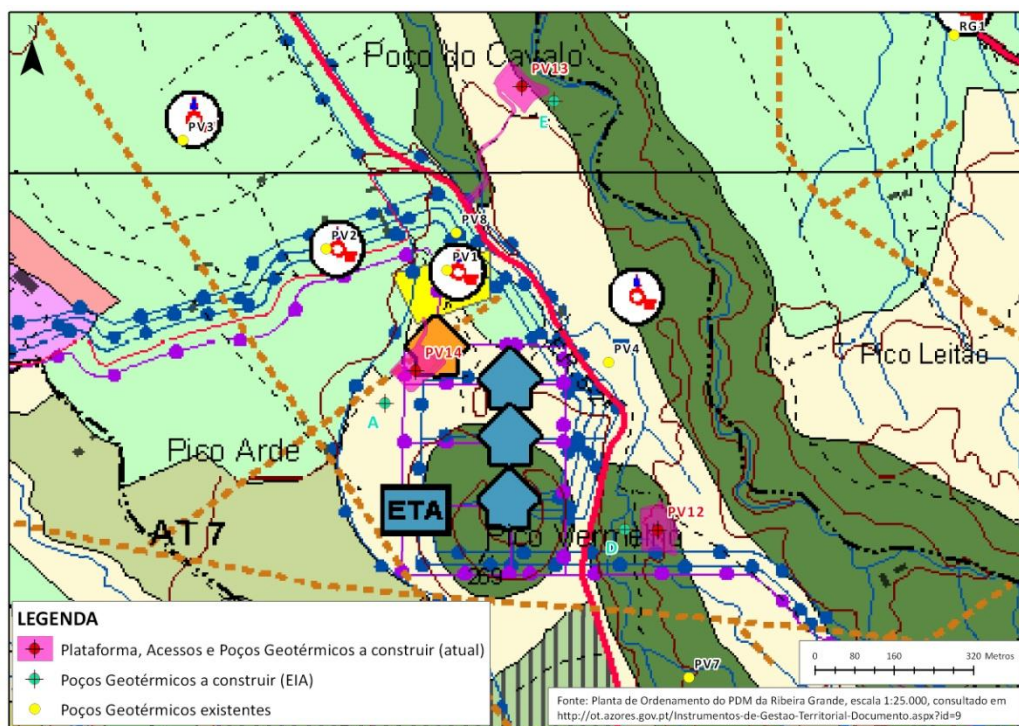 N
RG1
Poço do Cavalo
PV13
E
PV3
PV8
PV2
PV1
PV14
PV4
Pico Leitão
A
Pico Arde
ETA
PV12
AT 7
Pico Vermelho
D
269
PV7
LEGENDA
Plataforma, Acessos e Poços Geotérmicos a construir (atual)
Poços Geotérmicos a construir (EIA)
Poços Geotérmicos existentes
0 80 160 240 320 Metros
Fonte: Planta de Ordenamento do PDM da Ribeira Grande, escala 1:25.000, consultado em
http://ot.azores.gov.pt/Instrumentos-de-Gestao-Territorial-Documento.aspx?id=9